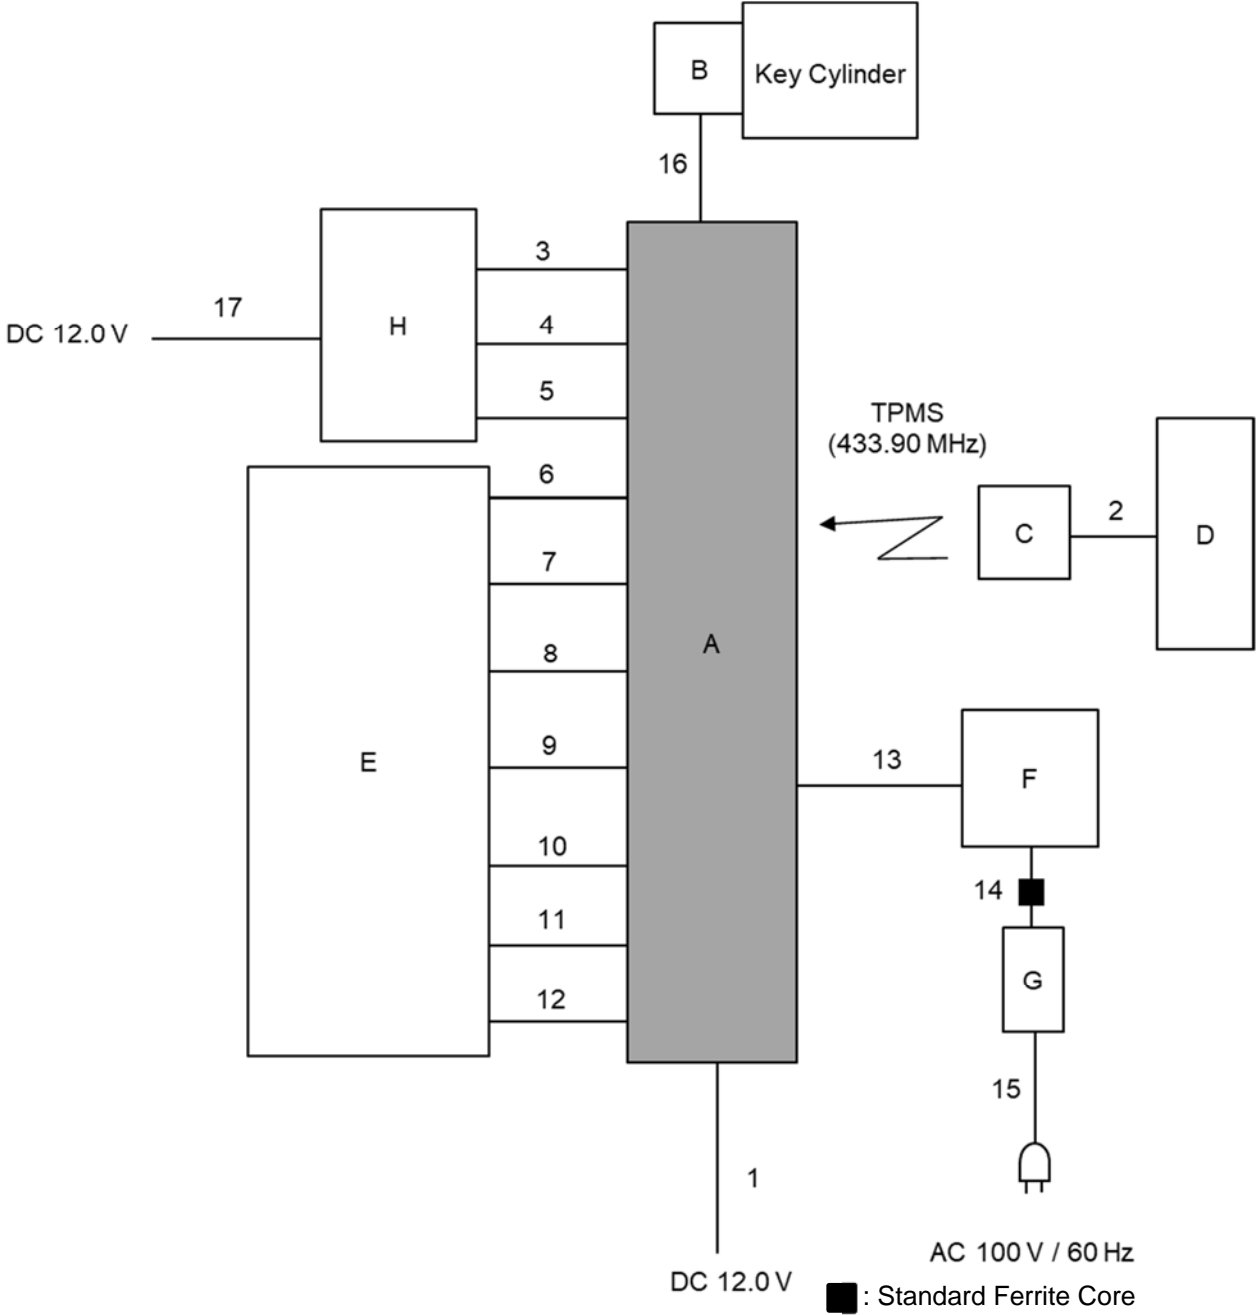 B
Key Cylinder
16
3
17
H
4
DC 12.0 V
5
TPMS
(433.90 MHz)
6
2
C
D
7
8
A
9
E
13
F
10
14
11
G
12
15
1
AC 100 V / 60 Hz
DC 12.0 V
: Standard Ferrite Core